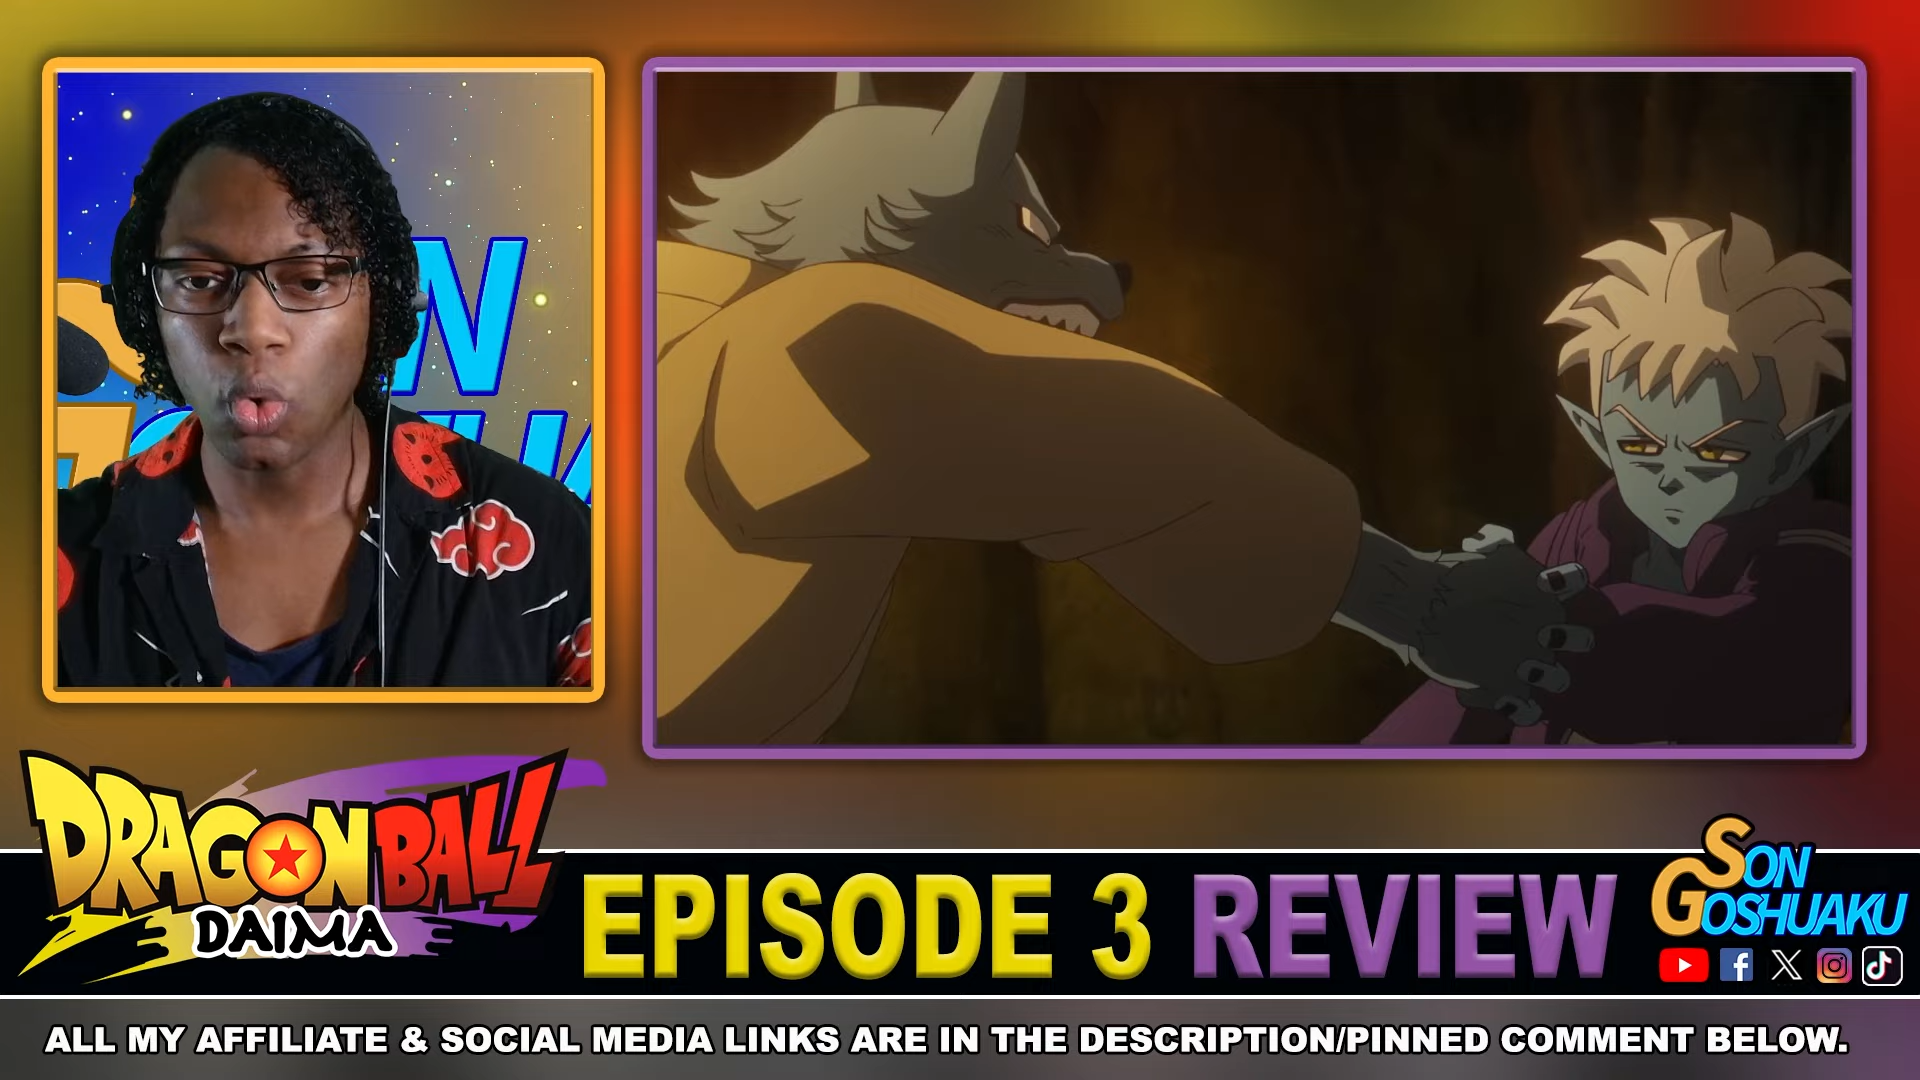 DRAGON BALL
DAIMA
EPISODE 3 REVIEW
SON
GOSHUAKU
ALL MY AFFILIATE & SOCIAL MEDIA LINKS ARE IN THE DESCRIPTION/PINNED COMMENT BELOW.